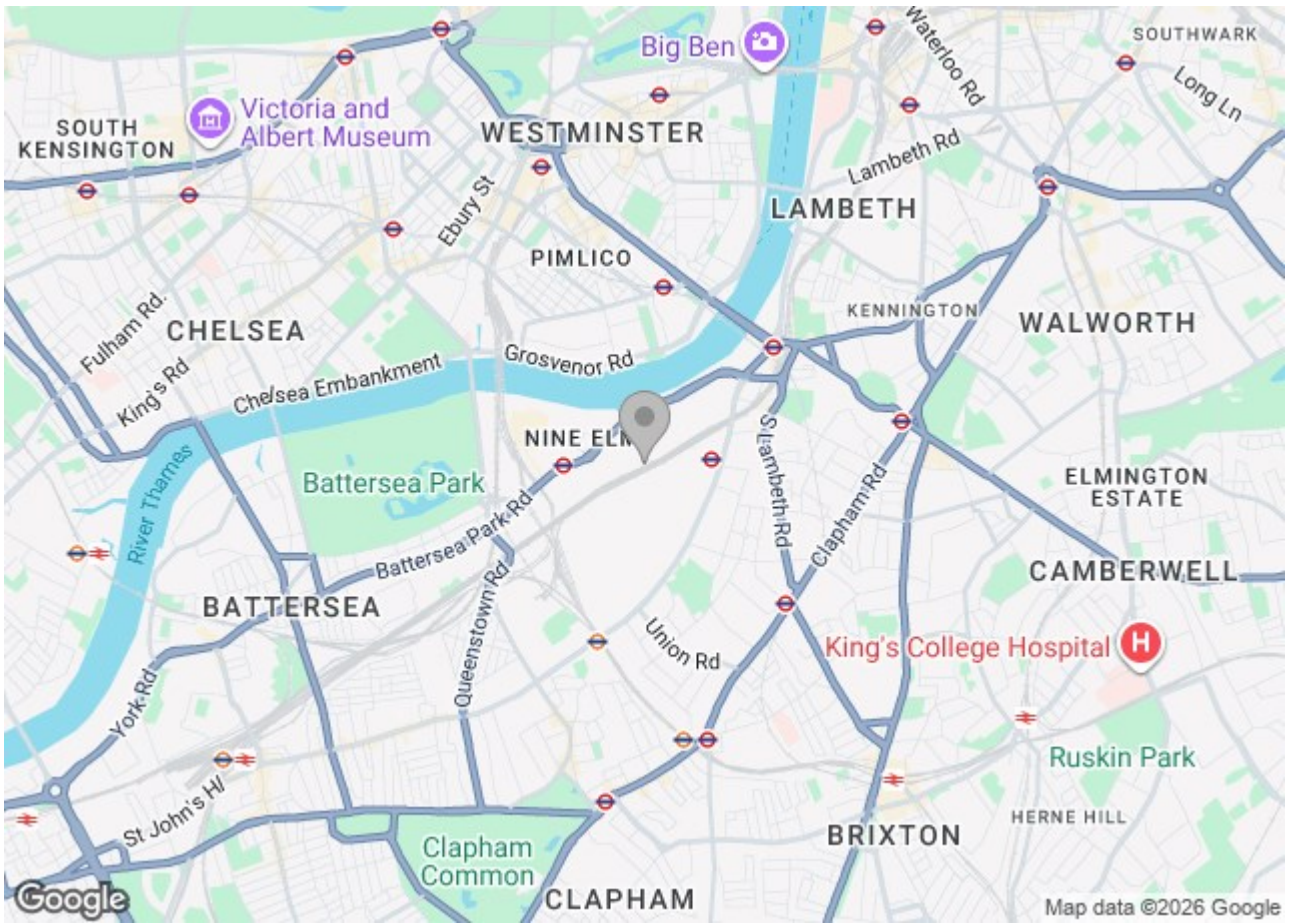 Big Ben
Waterloo Rd
SOUTHWARK
Long Ln
Victoria and
Albert Museum
SOUTH
KENSINGTON
WESTMINSTER
Lambeth Rd
Ebury St
LAMBETH
PIMLICO
KENNINGTON
WALWORTH
Fulham Rd.
CHELSEA
King's Rd
Chelsea Embankment
Grosvenor Rd
NINE ELM
S Lambeth Rd
Clapham Rd
River Thames
Battersea Park
ELMINGTON
ESTATE
Battersea Park Rd
CAMBERWELL
BATTERSEA
Queenstown Rd
Union Rd
King's College Hospital
H
York Rd
Ruskin Park
St John's H
HERNE HILL
BRIXTON
Clapham
Common
CLAPHAM
Google
Map data ©2026 Google